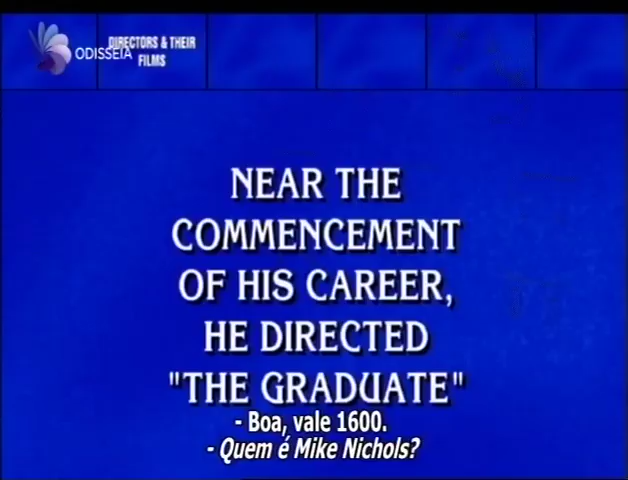 DIRECTORS & THEIR
ODISSEIA
FILMS
NEAR THE
COMMENCEMENT
OF HIS CAREER,
HE DIRECTED
"THE GRADUATE"
- Boa, vale 1600.
- Quem é Mike Nichols?